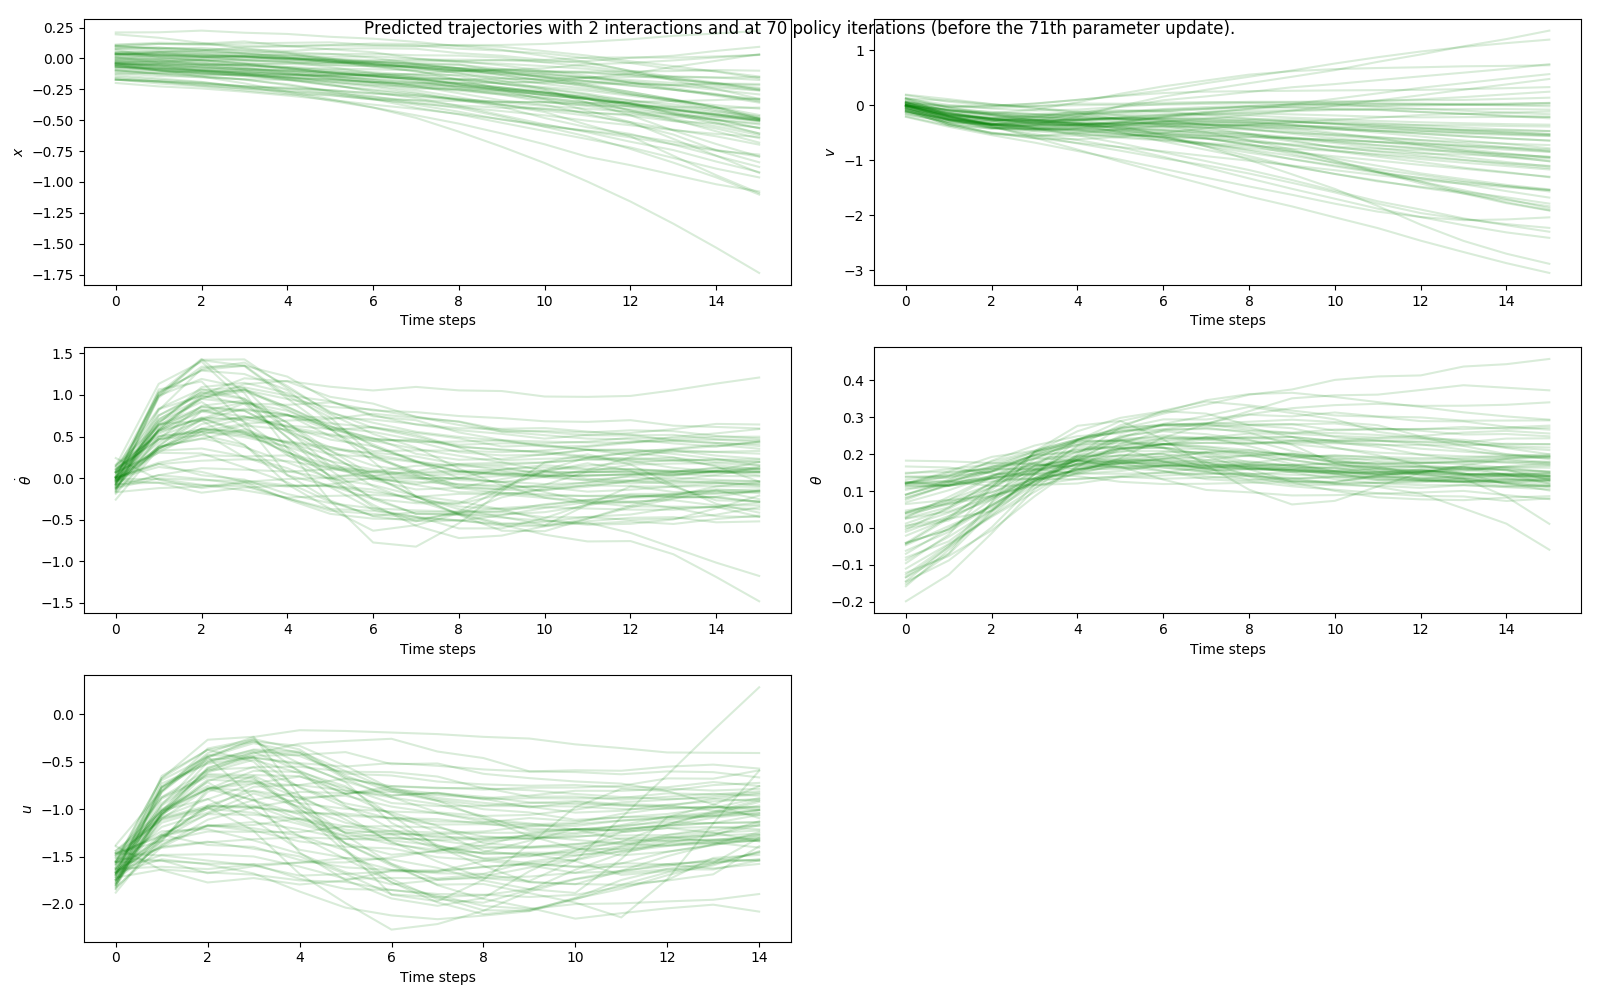 Predicted trajectories with 2 interactions and at 70 policy iterations (before the 71th parameter update).
0.25
0.00
−0.25
−0.50
−0.75
−1.00
−1.25
−1.50
−1.75
x
0 2 4 6 8 10 12 14
Time steps
1
0
−1
−2
−3
v
0 2 4 6 8 10 12 14
Time steps
1.5
1.0
0.5
0.0
−0.5
−1.0
−1.5
θ̇
0 2 4 6 8 10 12 14
Time steps
0.4
0.3
0.2
0.1
0.0
−0.1
−0.2
θ
0 2 4 6 8 10 12 14
Time steps
0.0
−0.5
−1.0
−1.5
−2.0
u
0 2 4 6 8 10 12 14
Time steps